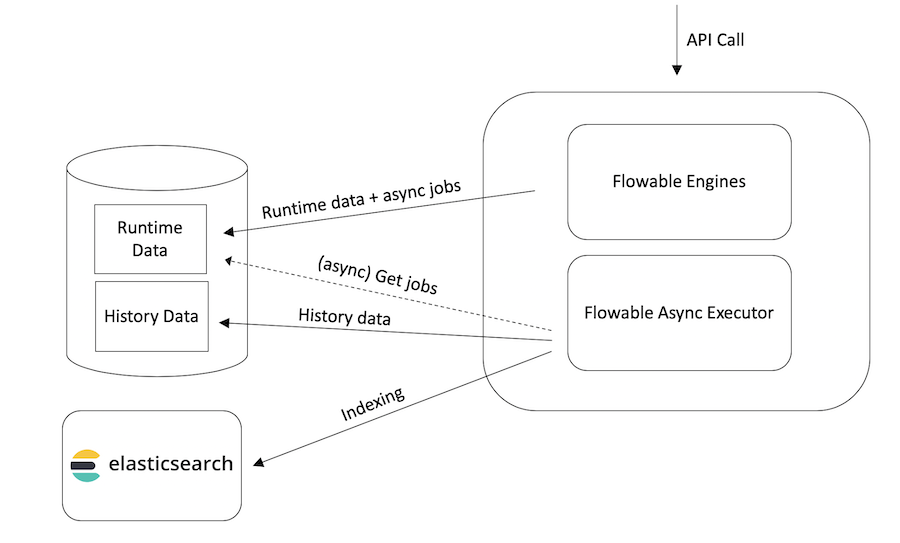 API Call
Flowable Engines
Runtime data + async jobs
Runtime
Data
(async) Get jobs
History Data
History data
Flowable Async Executor
Indexing
elasticsearch